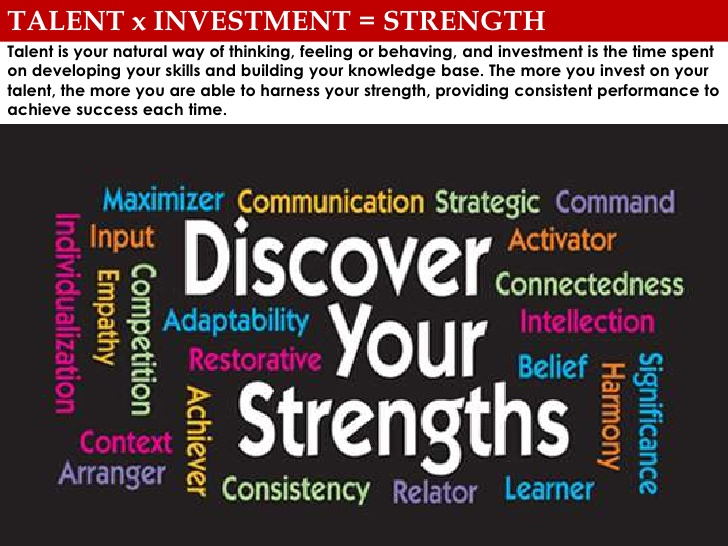 TALENT x INVESTMENT = STRENGTH
Talent is your natural way of thinking, feeling or behaving, and investment is the time spent
on developing your skills and building your knowledge base. The more you invest on your
talent, the more you are able to harness your strength, providing consistent performance to
achieve success each time.
Maximizer Communication Strategic Command
Individualization
Input
Discover
Activator
Empathy
Competition
Connectedness
Adaptability
Your
Intellection
Restorative
Belief
Harmony
Significance
Achiever
Strengths
Context
Arranger
Consistency
Relator
Learner